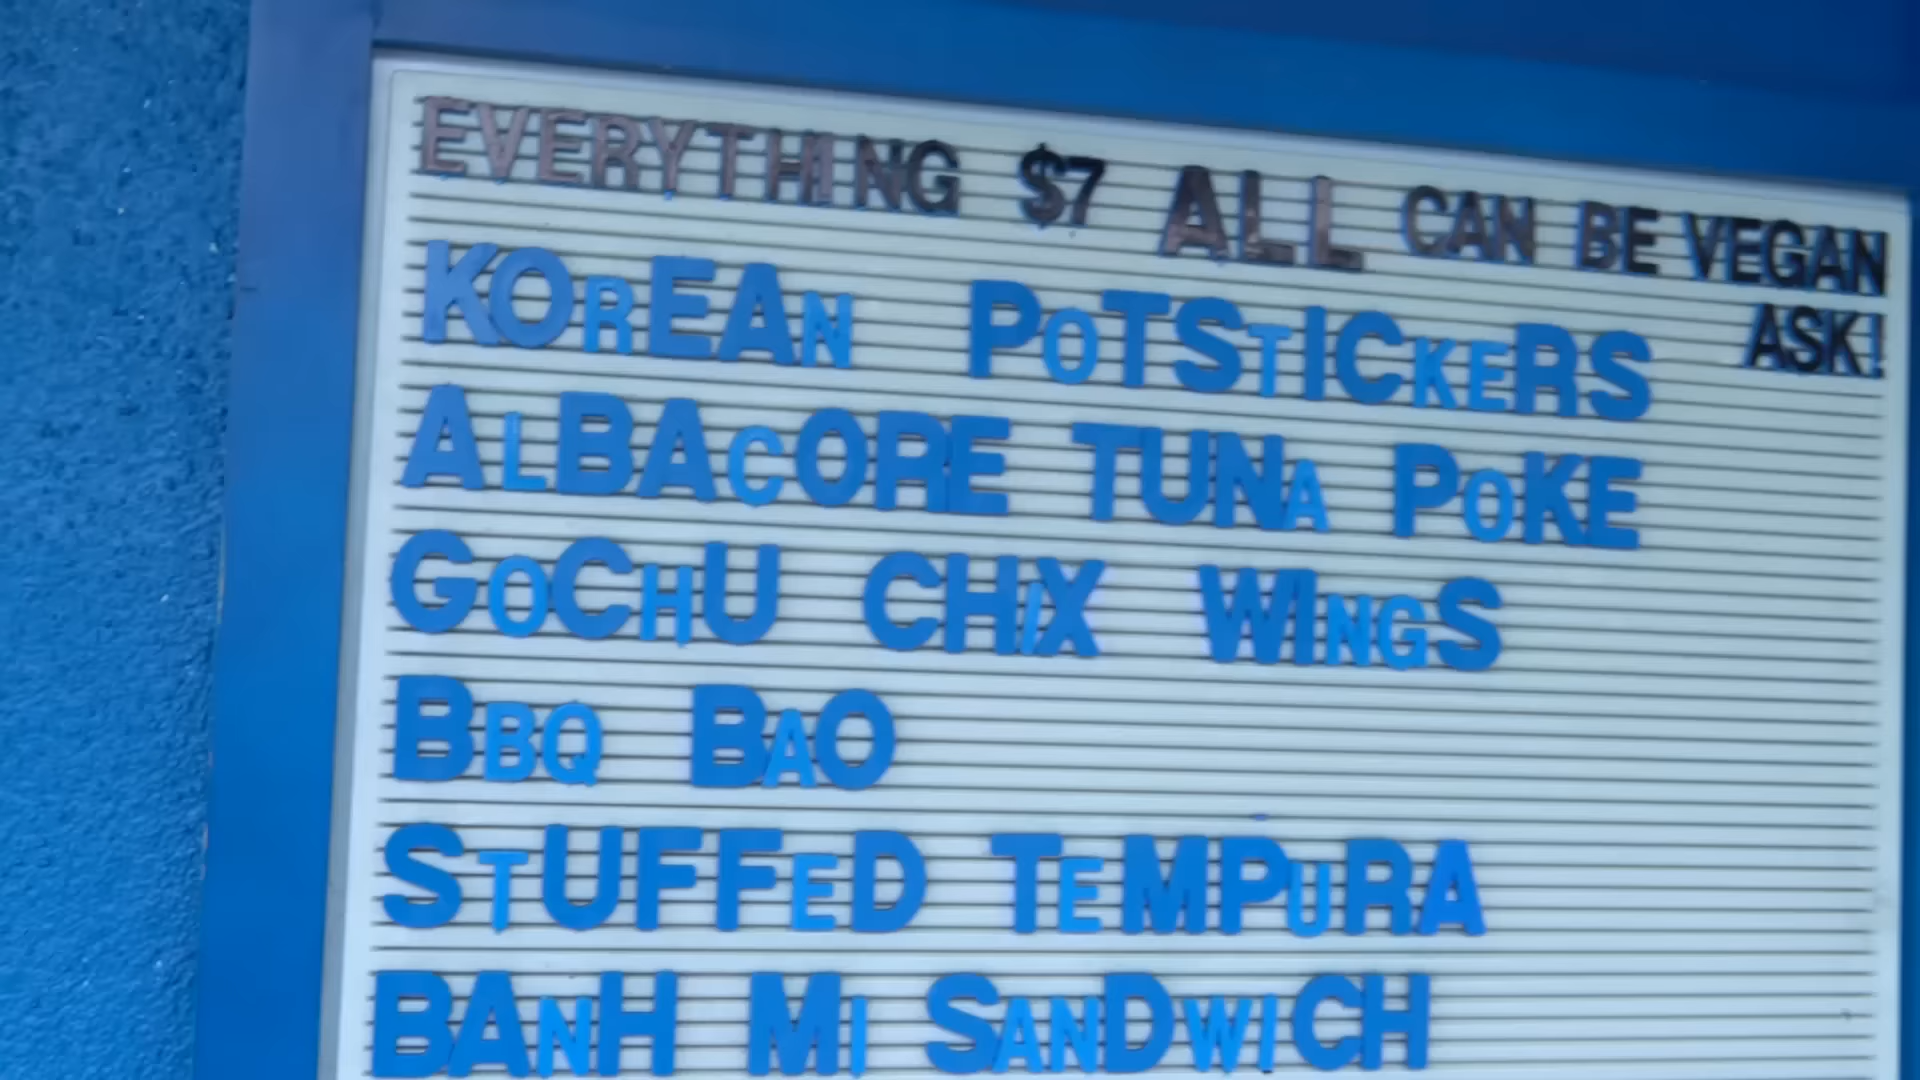 EVERYTHING $7 ALL CAN BE VEGAN
ASK!
KOREAN POTSTICKERS
ALBACORE TUNA POKE
GOCHU CHIX WINGS
BBQ BAO
STUFFED TEMPURA
BANH MI SANDWICH